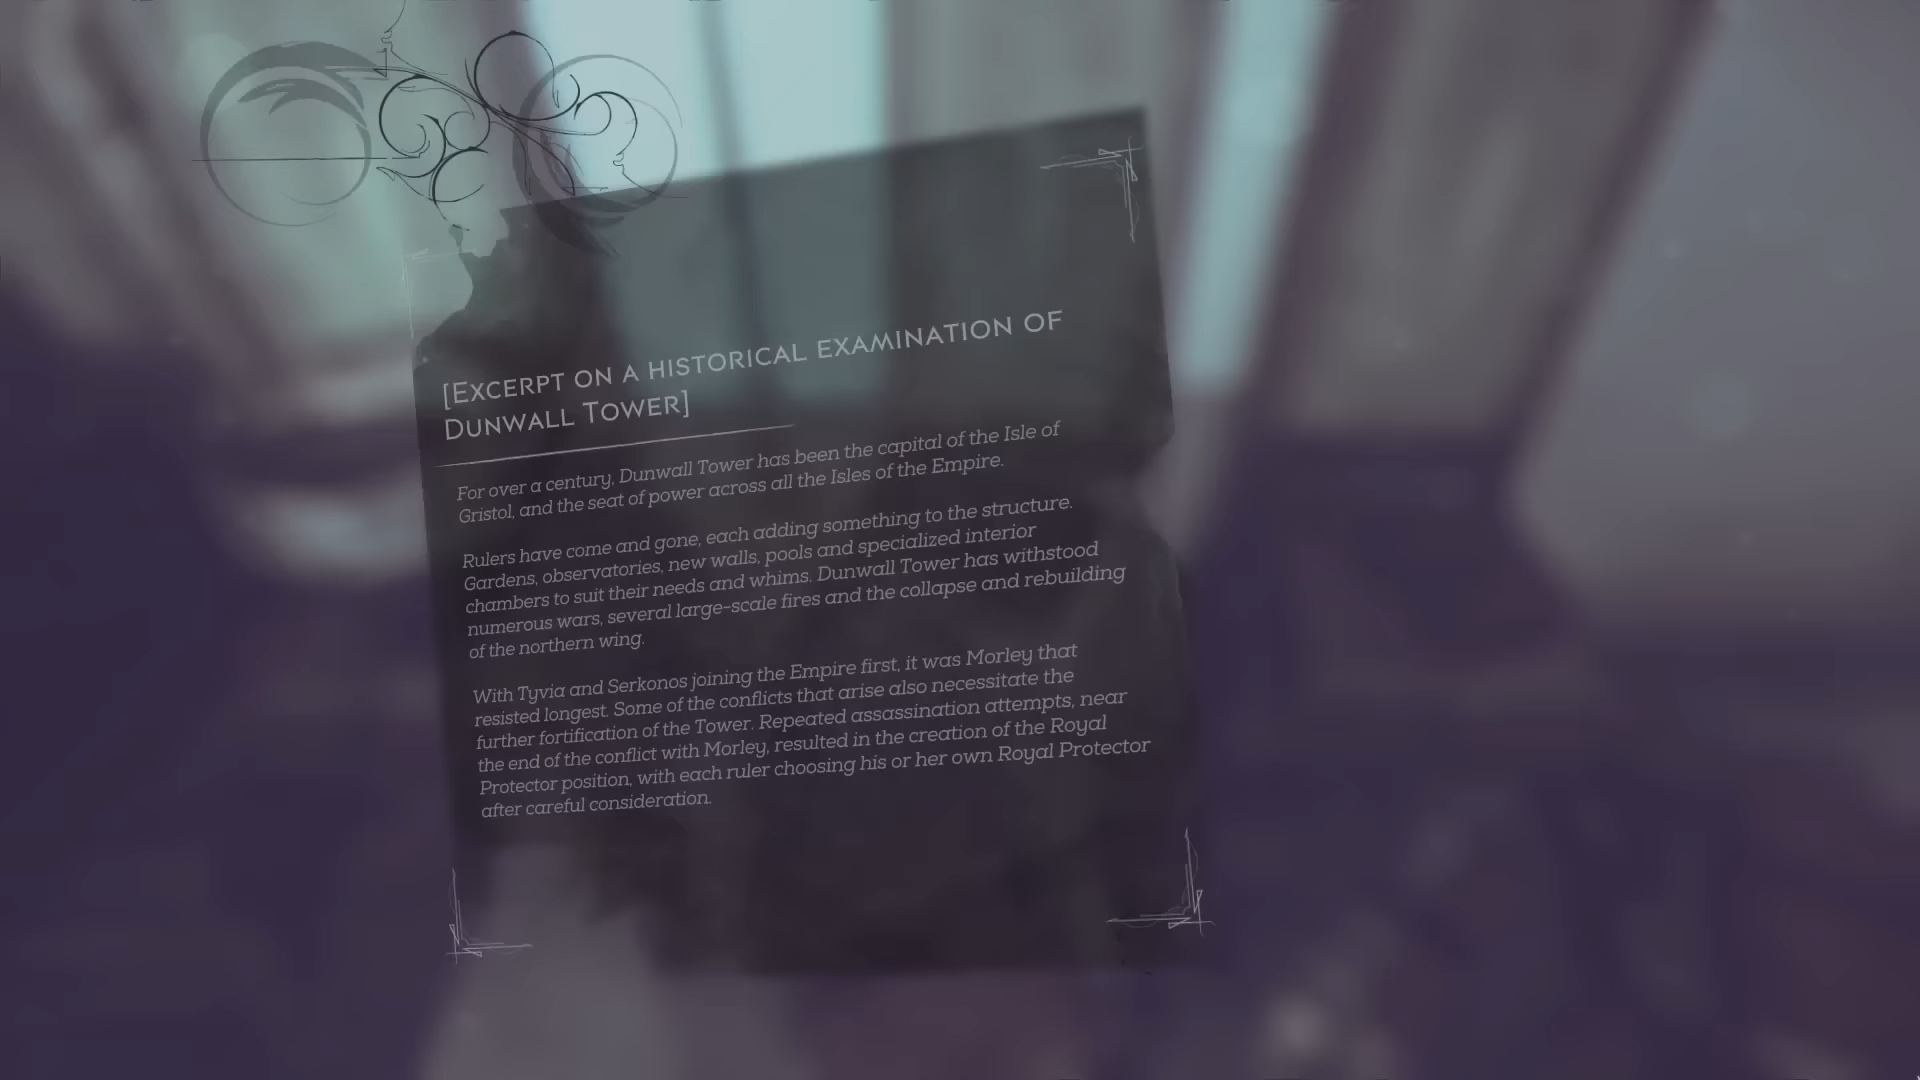 [Excerpt on a historical examination of
Dunwall Tower]
For over a century, Dunwall Tower has been the capital of the Isle of
Gristol, and the seat of power across all the Isles of the Empire.
Rulers have come and gone, each adding something to the structure.
Gardens, observatories, new walls, pools and specialized interior
chambers to suit their needs and whims. Dunwall Tower has withstood
numerous wars, several large-scale fires and the collapse and rebuilding
of the northern wing.
With Tyvia and Serkonos joining the Empire first, it was Morley that
resisted longest. Some of the conflicts that arise also necessitate the
further fortification of the Tower. Repeated assassination attempts, near
the end of the conflict with Morley, resulted in the creation of the Royal
Protector position, with each ruler choosing his or her own Royal Protector
after careful consideration.